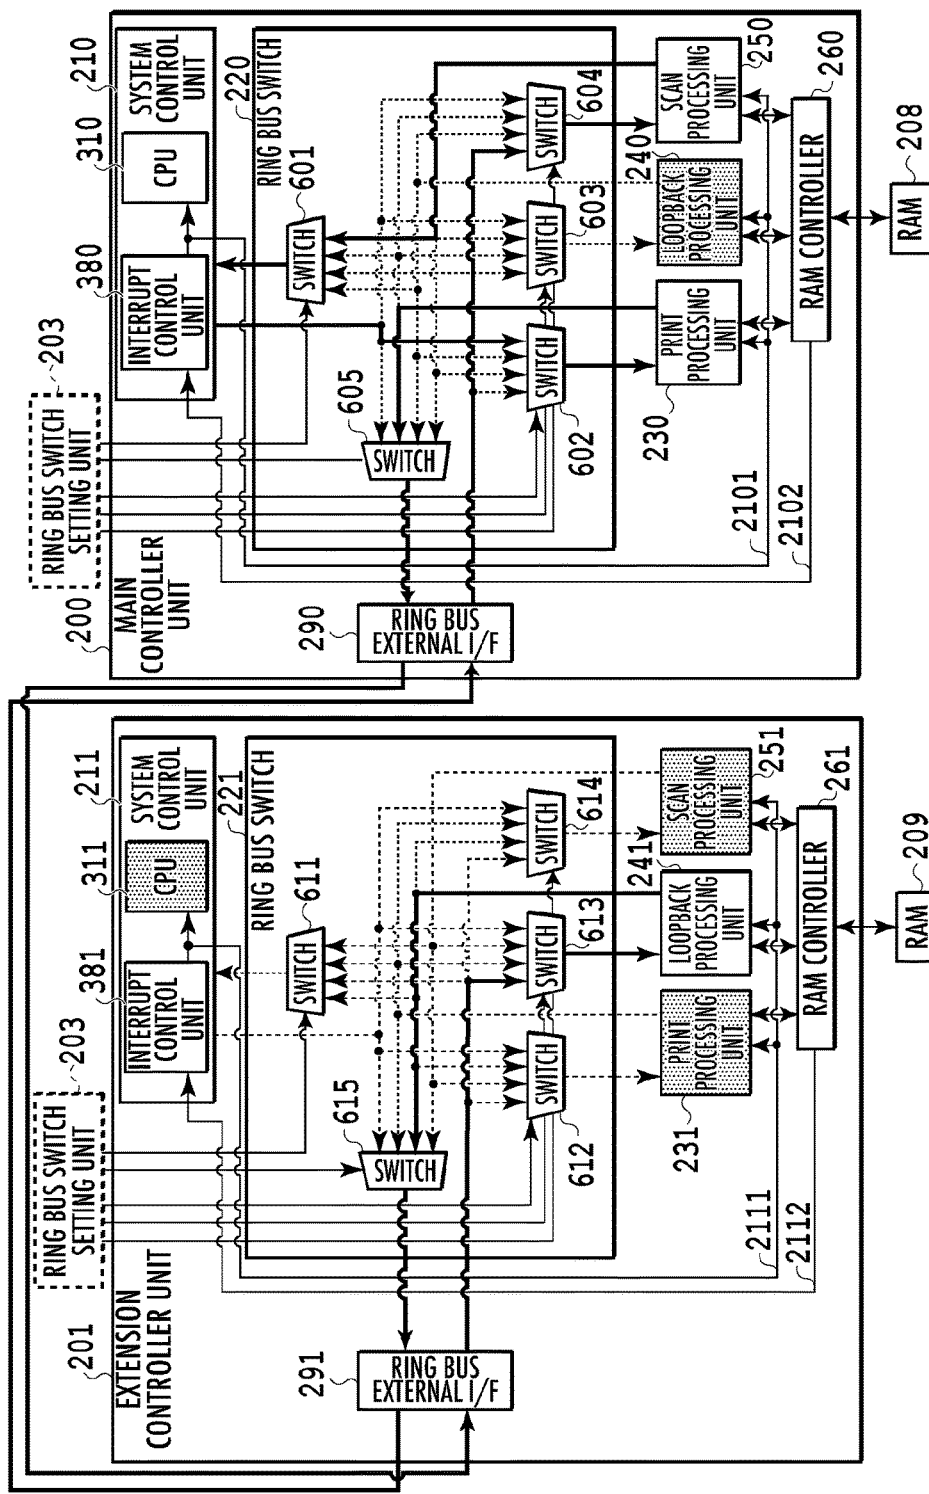 201
EXTENSION
CONTROLLER UNIT
203
RING BUS SWITCH
SETTING UNIT
211
SYSTEM
CONTROL
UNIT
311
CPU
381
INTERRUPT
CONTROL
UNIT
221
RING BUS SWITCH
611
SWITCH
615
SWITCH
612
SWITCH
613
SWITCH
614
SWITCH
291
RING BUS
EXTERNAL I/F
231
PRINT
PROCESSING
UNIT
241
LOOPBACK
PROCESSING
UNIT
251
SCAN
PROCESSING
UNIT
2111
2112
261
RAM CONTROLLER
209
RAM
200
MAIN
CONTROLLER
UNIT
203
RING BUS SWITCH
SETTING UNIT
210
SYSTEM
CONTROL
UNIT
310
CPU
380
INTERRUPT
CONTROL
UNIT
220
RING BUS SWITCH
601
SWITCH
605
SWITCH
602
SWITCH
603
SWITCH
604
SWITCH
290
RING BUS
EXTERNAL I/F
230
PRINT
PROCESSING
UNIT
240
LOOPBACK
PROCESSING
UNIT
250
SCAN
PROCESSING
UNIT
2101
2102
260
RAM CONTROLLER
208
RAM